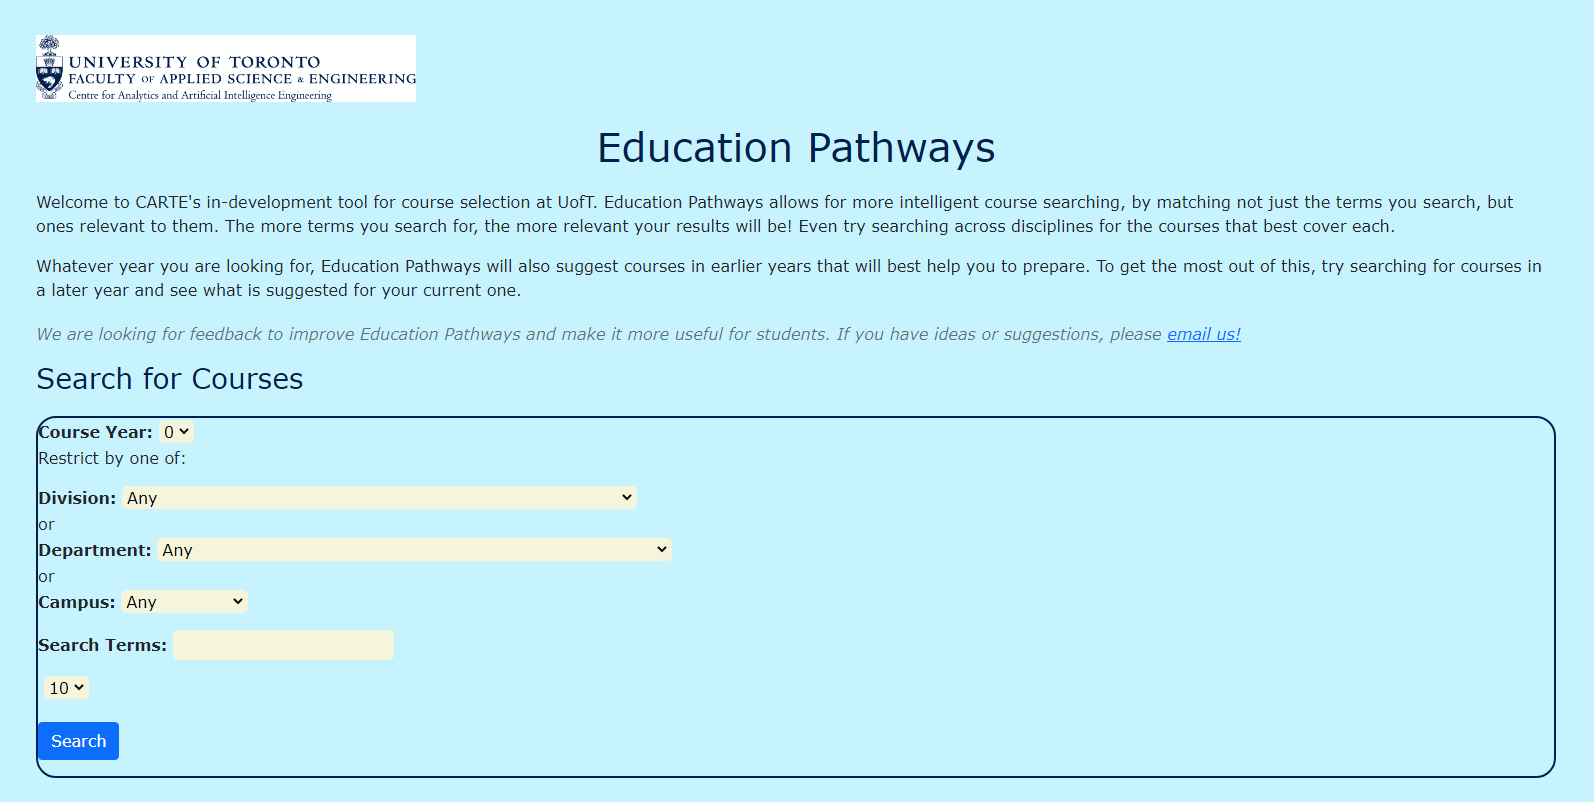 UNIVERSITY OF TORONTO
FACULTY OF APPLIED SCIENCE & ENGINEERING
Centre for Analytics and Artificial Intelligence Engineering
Education Pathways
Welcome to CARTE's in-development tool for course selection at UofT. Education Pathways allows for more intelligent course searching, by matching not just the terms you search, but
ones relevant to them. The more terms you search for, the more relevant your results will be! Even try searching across disciplines for the courses that best cover each.
Whatever year you are looking for, Education Pathways will also suggest courses in earlier years that will best help you to prepare. To get the most out of this, try searching for courses in
a later year and see what is suggested for your current one.
We are looking for feedback to improve Education Pathways and make it more useful for students. If you have ideas or suggestions, please email us!
Search for Courses
Course Year: 0
Restrict by one of:
Division: Any
or
Department: Any
or
Campus: Any
Search Terms:
10
Search